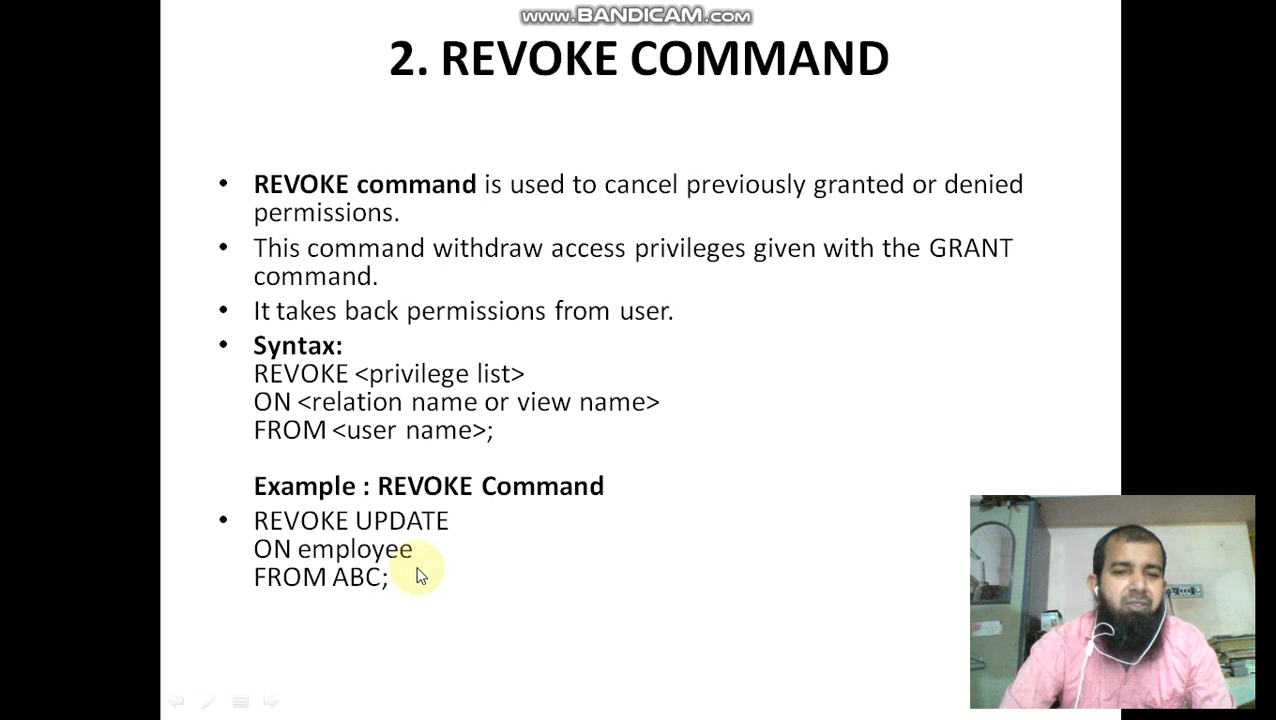 www.BANDICAM.com
2. REVOKE COMMAND
• REVOKE command is used to cancel previously granted or denied
permissions.
• This command withdraw access privileges given with the GRANT
command.
• It takes back permissions from user.
• Syntax:
REVOKE <privilege list>
ON <relation name or view name>
FROM <user name>;
Example : REVOKE Command
• REVOKE UPDATE
ON employee
FROM ABC;